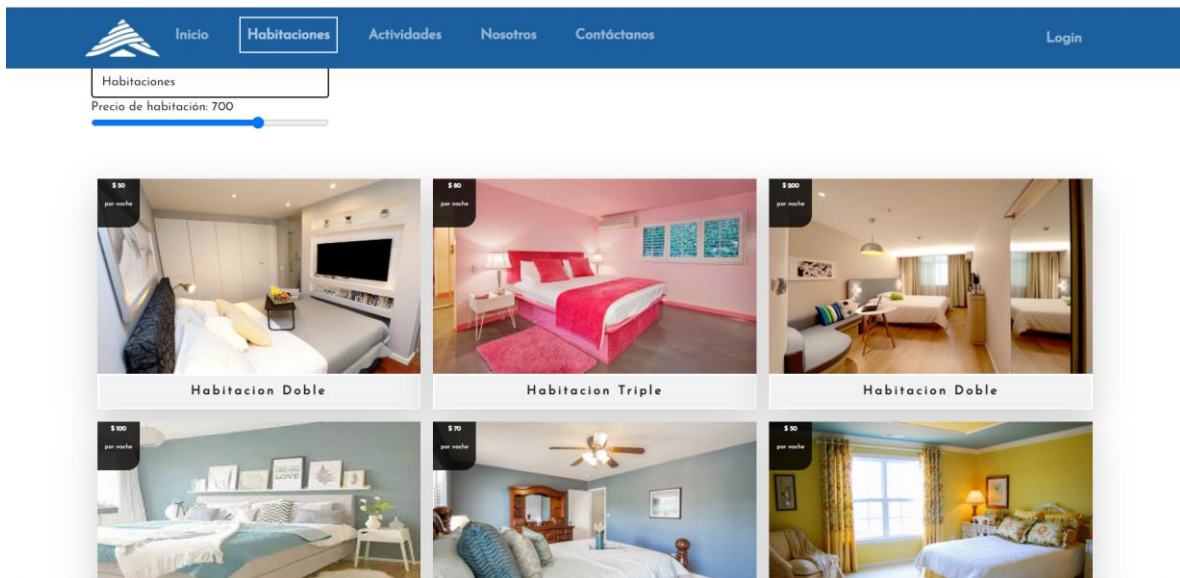 Inicio
Habitaciones
Actividades
Nosotros
Contáctanos
Login
Habitaciones
Precio de habitación: 700
$ 50
por noche
$ 80
por noche
$ 200
por noche
Habitacion Doble
Habitacion Triple
Habitacion Doble
$ 100
por noche
$ 70
por noche
$ 50
por noche
LOVE